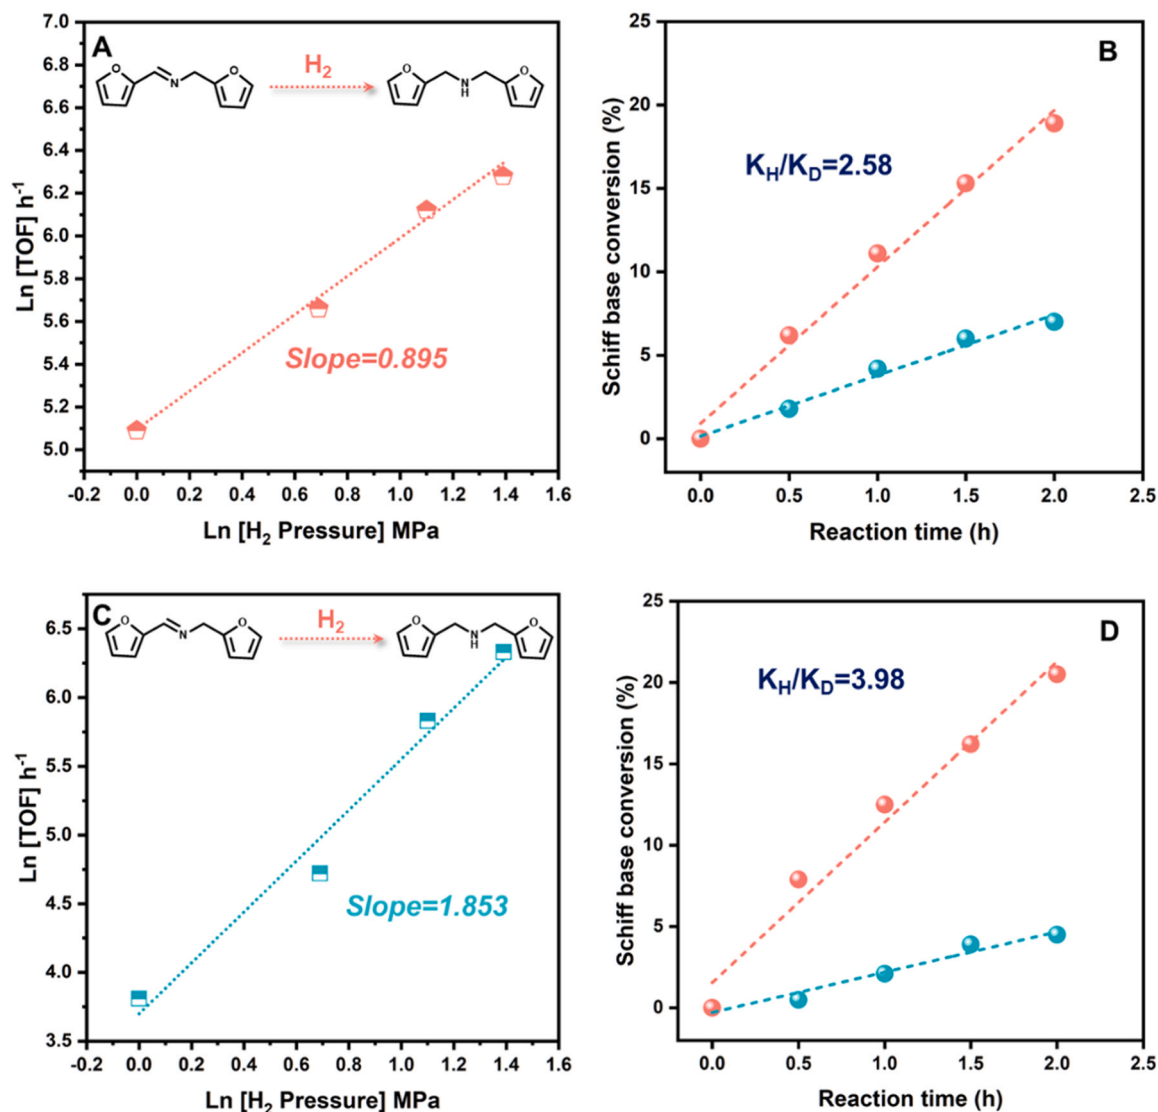 A
H₂
O
N
O
O
N
H
O
Slope=0.895
Ln [TOF] h⁻¹
7.0
6.8
6.6
6.4
6.2
6.0
5.8
5.6
5.4
5.2
5.0
-0.2 0.0 0.2 0.4 0.6 0.8 1.0 1.2 1.4 1.6
Ln [H₂ Pressure] MPa
B
K_H/K_D=2.58
Schiff base conversion (%)
25
20
15
10
5
0
0.0 0.5 1.0 1.5 2.0 2.5
Reaction time (h)
C
H₂
O
N
O
O
N
H
O
Slope=1.853
Ln [TOF] h⁻¹
6.5
6.0
5.5
5.0
4.5
4.0
3.5
-0.2 0.0 0.2 0.4 0.6 0.8 1.0 1.2 1.4 1.6
Ln [H₂ Pressure] MPa
D
K_H/K_D=3.98
Schiff base conversion (%)
25
20
15
10
5
0
0.0 0.5 1.0 1.5 2.0 2.5
Reaction time (h)